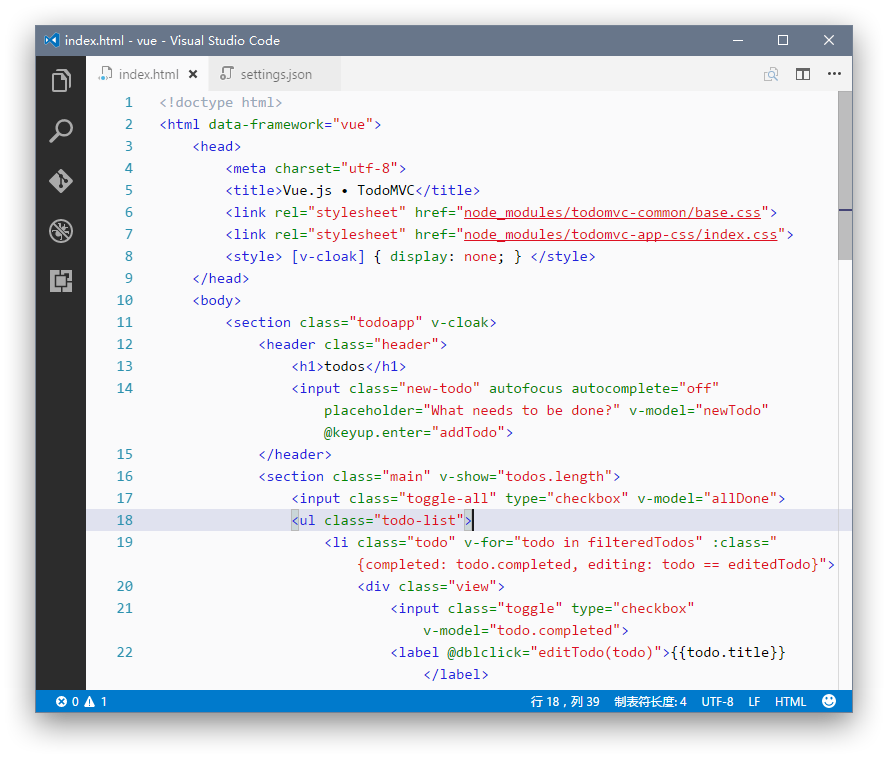 index.html - vue - Visual Studio Code
index.html settings.json
1 <!doctype html>
2 <html data-framework="vue">
3 <head>
4 <meta charset="utf-8">
5 <title>Vue.js • TodoMVC</title>
6 <link rel="stylesheet" href="node_modules/todomvc-common/base.css">
7 <link rel="stylesheet" href="node_modules/todomvc-app-css/index.css">
8 <style> [v-cloak] { display: none; } </style>
9 </head>
10 <body>
11 <section class="todoapp" v-cloak>
12 <header class="header">
13 <h1>todos</h1>
14 <input class="new-todo" autofocus autocomplete="off"
placeholder="What needs to be done?" v-model="newTodo"
@keyup.enter="addTodo">
15 </header>
16 <section class="main" v-show="todos.length">
17 <input class="toggle-all" type="checkbox" v-model="allDone">
18 <ul class="todo-list">
19 <li class="todo" v-for="todo in filteredTodos" :class="
{completed: todo.completed, editing: todo == editedTodo}">
20 <div class="view">
21 <input class="toggle" type="checkbox"
v-model="todo.completed">
22 <label @dblclick="editTodo(todo)">{{todo.title}}
</label>
0 1 行 18，列 39 制表符长度: 4 UTF-8 LF HTML